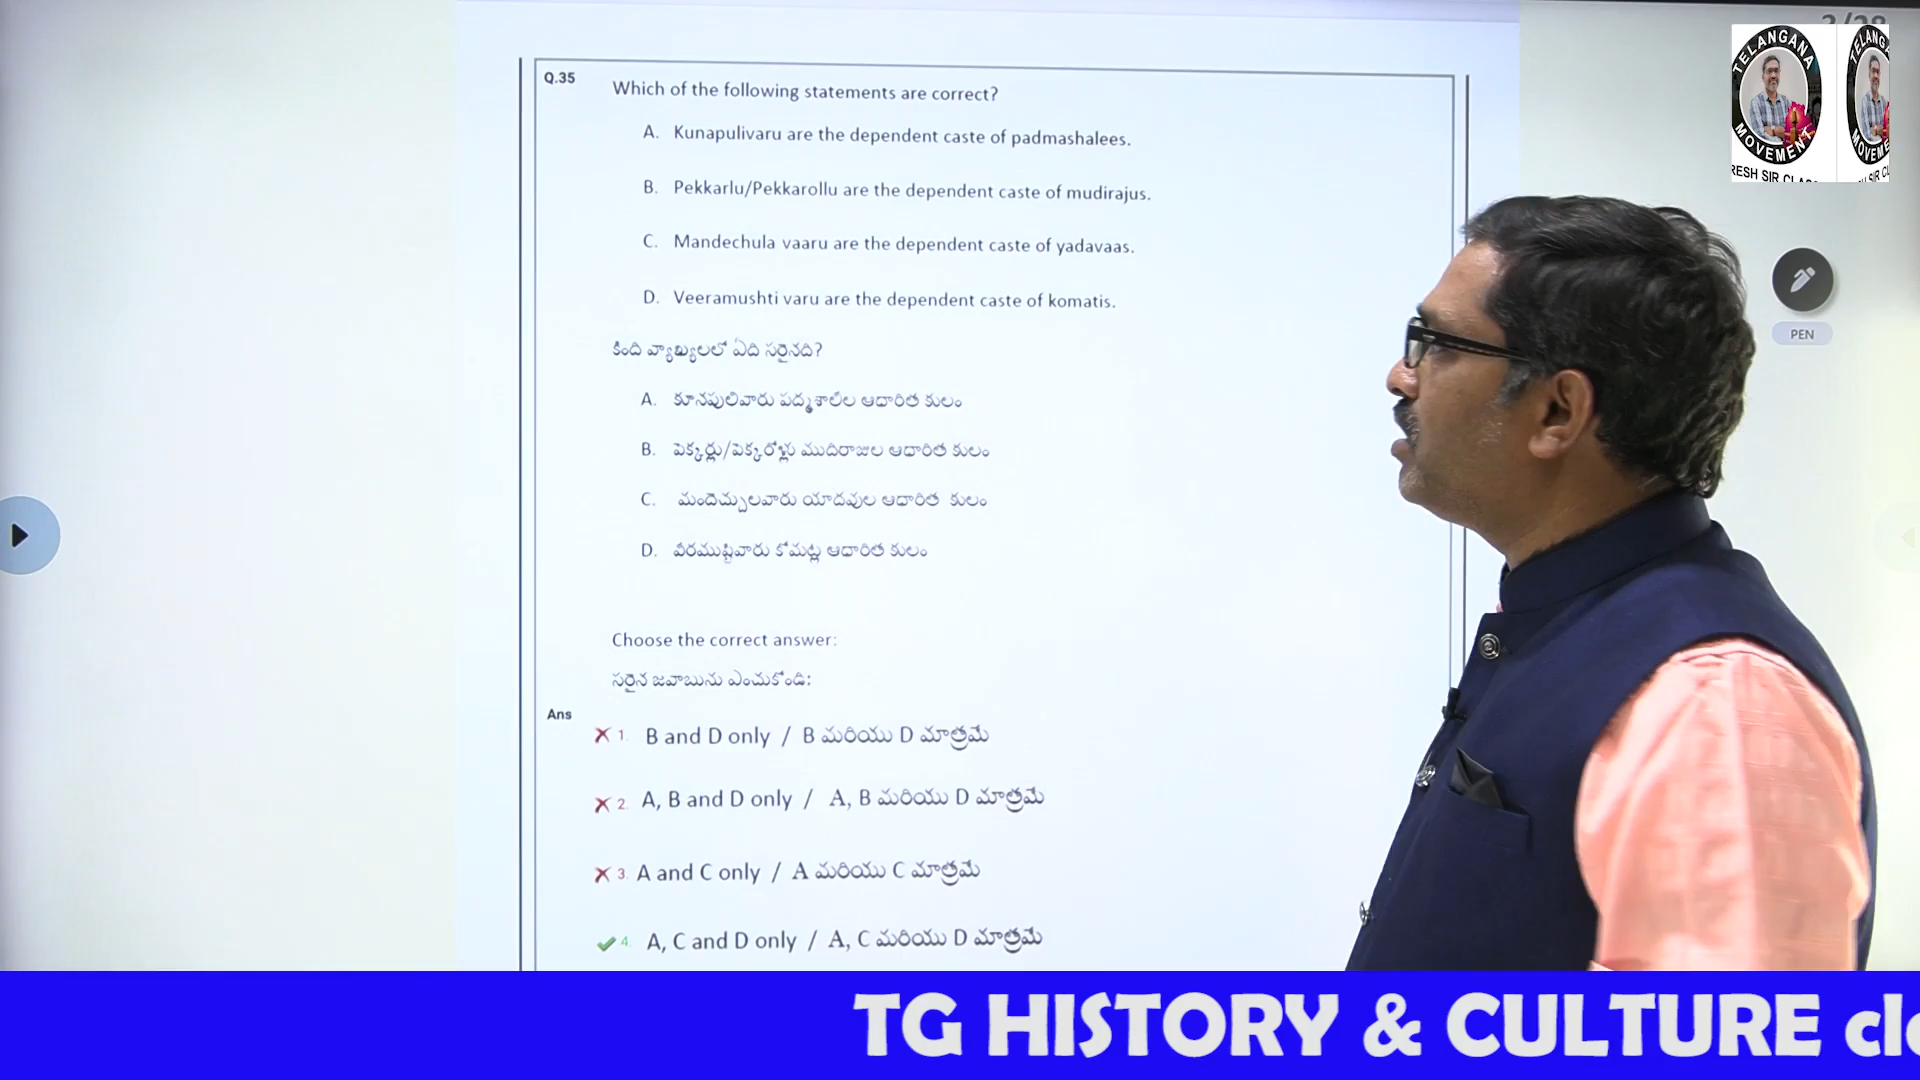 Q.35
Which of the following statements are correct?
A. Kunapulivaru are the dependent caste of padmashalees.
B. Pekkarlu/Pekkarollu are the dependent caste of mudirajus.
C. Mandechula vaaru are the dependent caste of yadavaas.
D. Veeramushti varu are the dependent caste of komatis.
కింది వ్యాఖ్యలలో ఏది సరైనది?
A. కూనపులివారు పద్మశాలీల ఆధారిత కులం
B. పెక్కర్లు/పెక్కరోళ్లు ముదిరాజుల ఆధారిత కులం
C. మందెచ్చులవారు యాదవుల ఆధారిత కులం
D. వీరముష్టివారు కోమట్ల ఆధారిత కులం
Choose the correct answer:
సరైన జవాబును ఎంచుకోండి:
Ans
1. B and D only / B మరియు D మాత్రమే
2. A, B and D only / A, B మరియు D మాత్రమే
3. A and C only / A మరియు C మాత్రమే
4. A, C and D only / A, C మరియు D మాత్రమే
TELANGANA
MOVEMENT
RESH SIR CLAS
PEN
TG HISTORY & CULTURE cl